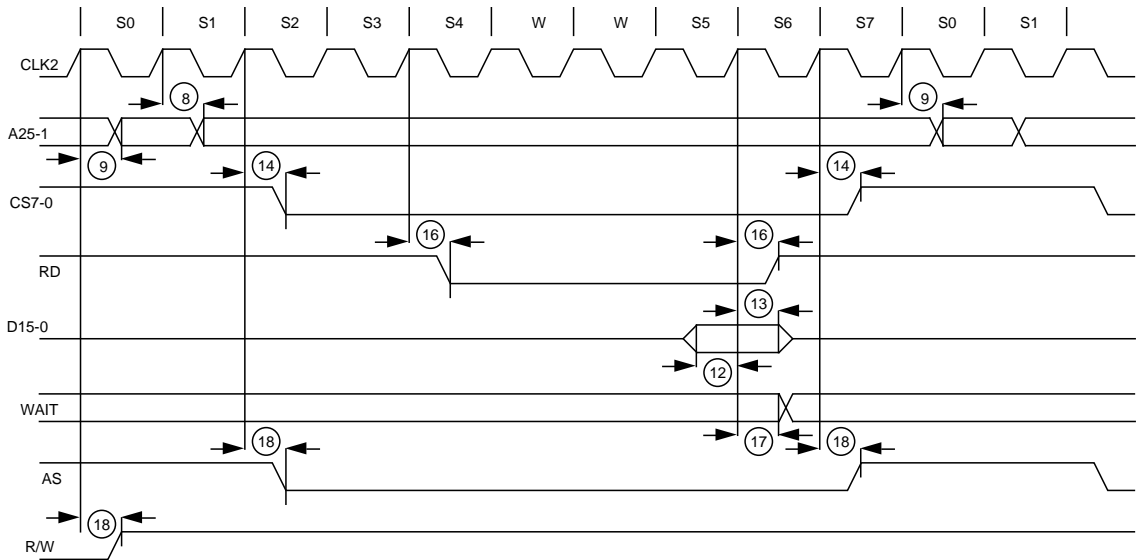 S0 S1 S2 S3 S4 W W S5 S6 S7 S0 S1
CLK2
8 9
A25-1
9 14 14
CS7-0
16 16
RD
13
D15-0
12
WAIT
18 17 18
AS
18
R/W